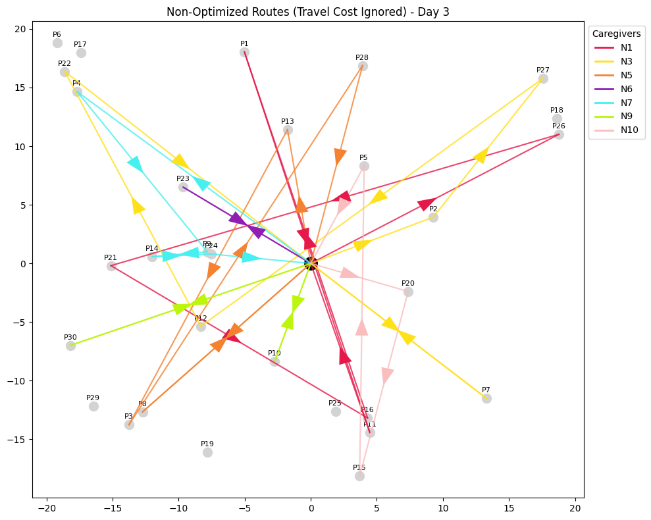 Non-Optimized Routes (Travel Cost Ignored) - Day 3
Caregivers
N1
N3
N5
N6
N7
N9
N10
20
15
10
5
0
−5
−10
−15
−20
−15
−10
−5
0
5
10
15
20
P6
P17
P22
P4
P1
P28
P27
P18
P26
P13
P5
P23
P2
P14
P24
P21
P20
P12
P30
P10
P7
P29
P8
P3
P25
P16
P11
P19
P15